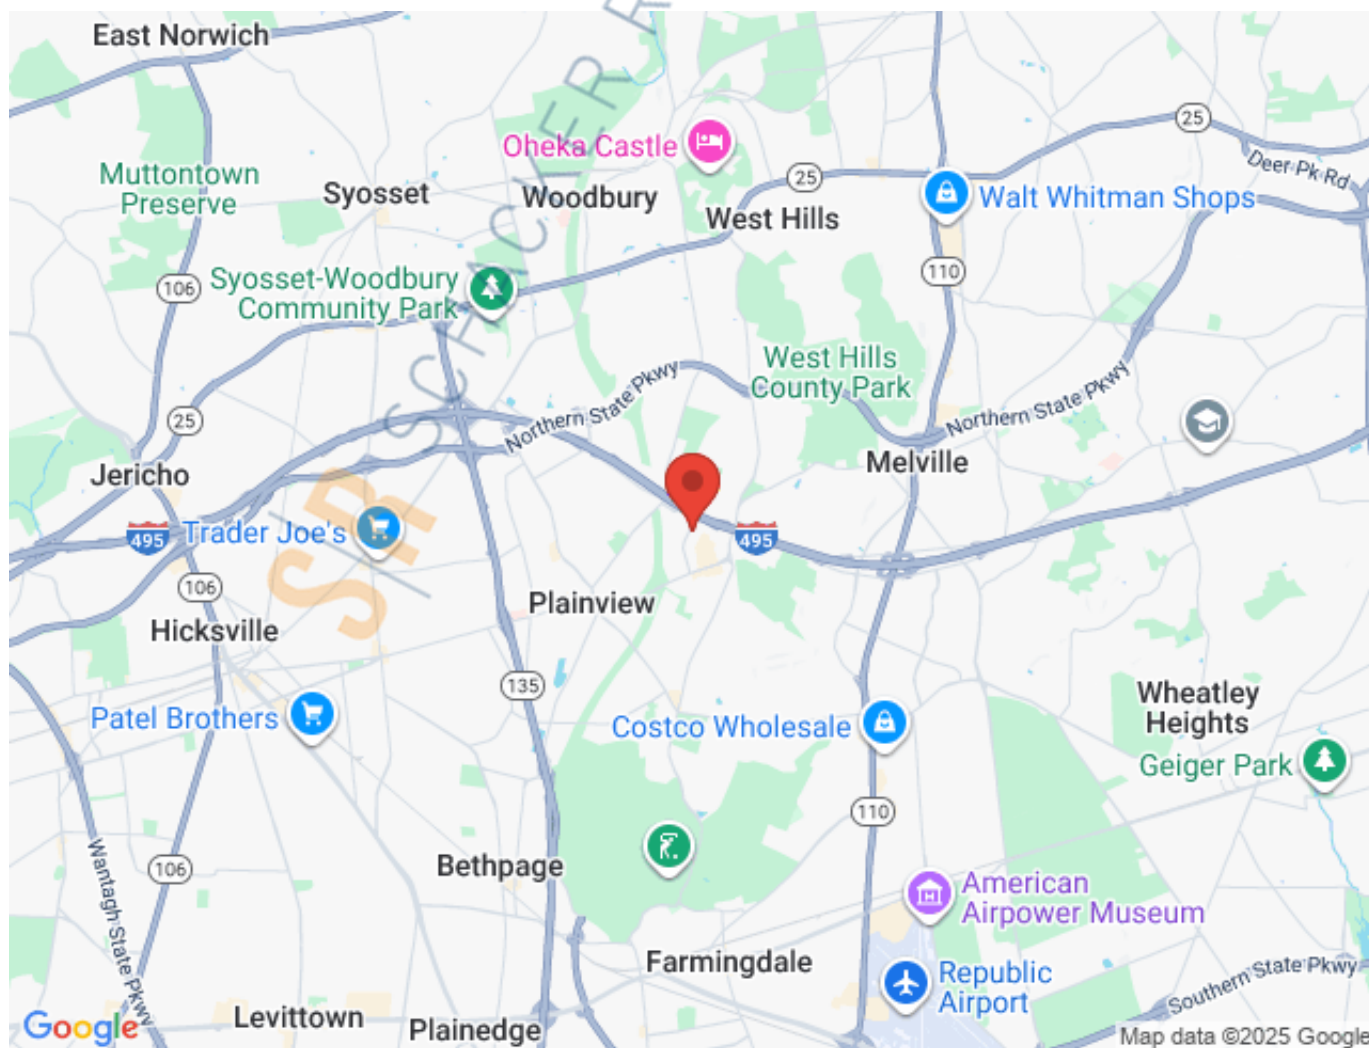 East Norwich
Oheka Castle
25
Deer Pk Rd
Muttontown
Preserve
Syosset
Woodbury
25
Walt Whitman Shops
West Hills
106
Syosset-Woodbury
Community Park
110
West Hills
County Park
Northern State Pkwy
Northern State Pkwy
25
Jericho
Melville
495
Trader Joe's
495
106
Plainview
Hicksville
135
Wheatley
Heights
Patel Brothers
Costco Wholesale
Geiger Park
110
Wantagh State Pkwy
106
Bethpage
American
Airpower Museum
Farmingdale
Republic
Airport
Southern State Pkwy
Levittown
Plainedge
Google
Map data ©2025 Google
SR SCHACKER R